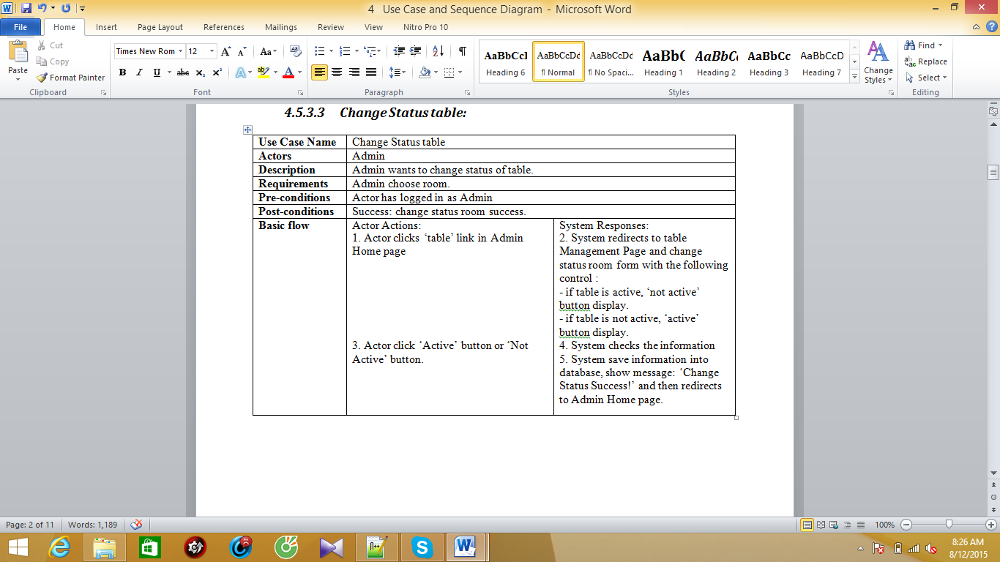 4 Use Case and Sequence Diagram - Microsoft Word
File Home Insert Page Layout References Mailings Review View Nitro Pro 10
Paste
Cut
Copy
Format Painter
Clipboard
Times New Rom 12
Aa
B I U abc x₂ x²
Font
Paragraph
AaBbCcI AaBbCcDd AaBbCcDd AaBbC AaBbCc AaBbCc AaBbCcD
Heading 6 ¶ Normal ¶ No Spaci... Heading 1 Heading 2 Heading 3 Heading 7
Change
Styles
Styles
Find
Replace
Select
Editing
4.5.3.3 Change Status table:
Use Case Name Change Status table
Actors Admin
Description Admin wants to change status of table.
Requirements Admin choose room.
Pre-conditions Actor has logged in as Admin
Post-conditions Success: change status room success.
Basic flow
Actor Actions:
1. Actor clicks ‘table’ link in Admin
Home page
3. Actor click ‘Active’ button or ‘Not
Active’ button.
System Responses:
2. System redirects to table
Management Page and change
status room form with the following
control :
- if table is active, ‘not active’
button display.
- if table is not active, ‘active’
button display.
4. System checks the information
5. System save information into
database, show message: ‘Change
Status Success!’ and then redirects
to Admin Home page.
Page: 2 of 11 Words: 1,189
100%
8:26 AM
8/12/2015